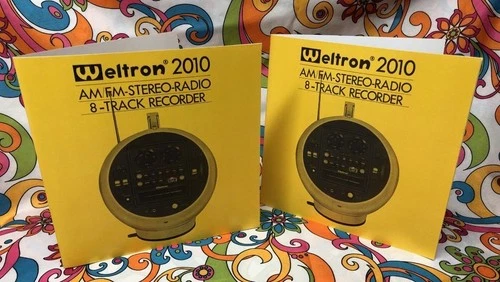 Weltron® 2010
AM FM-STEREO-RADIO
8-TRACK RECORDER
Weltron® 2010
AM FM-STEREO-RADIO
8-TRACK RECORDER